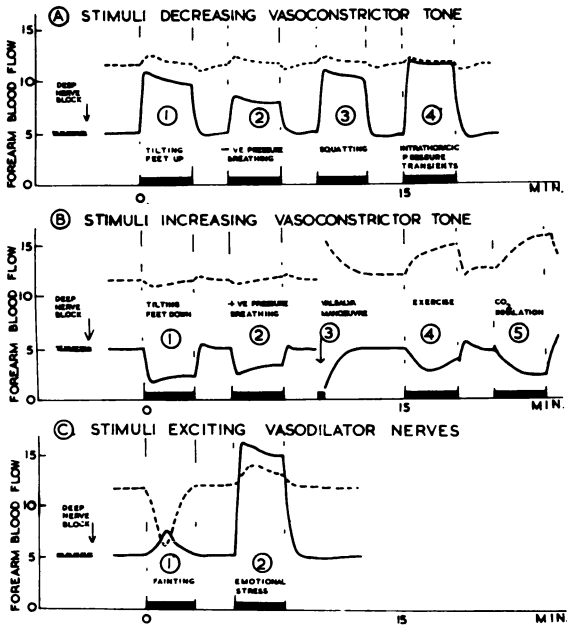 A STIMULI DECREASING VASOCONSTRICTOR TONE
FOREARM BLOOD FLOW
15
10
5
0
DEEP
NERVE
BLOCK
1
2
3
4
TILTING
FEET UP
-VE PRESSURE
BREATHING
SQUATTING
INTRATHORICIC
PRESSURE
TRANSIENTS
0.
15
MIN.
B STIMULI INCREASING VASOCONSTRICTOR TONE
FOREARM BLOOD FLOW
15
10
5
0
DEEP
NERVE
BLOCK
TILTING
FEET DOWN
+VE PRESSURE
BREATHING
VALSALVA
MANOEUVRE
EXERCISE
CO2
1
2
3
4
5
0
15
MIN.
C. STIMULI EXCITING VASODILATOR NERVES
FOREARM BLOOD FLOW
15
10
5
0
DEEP
NERVE
BLOCK
1
2
FAINTING
EMOTIONAL
STRESS
0
15
MIN.